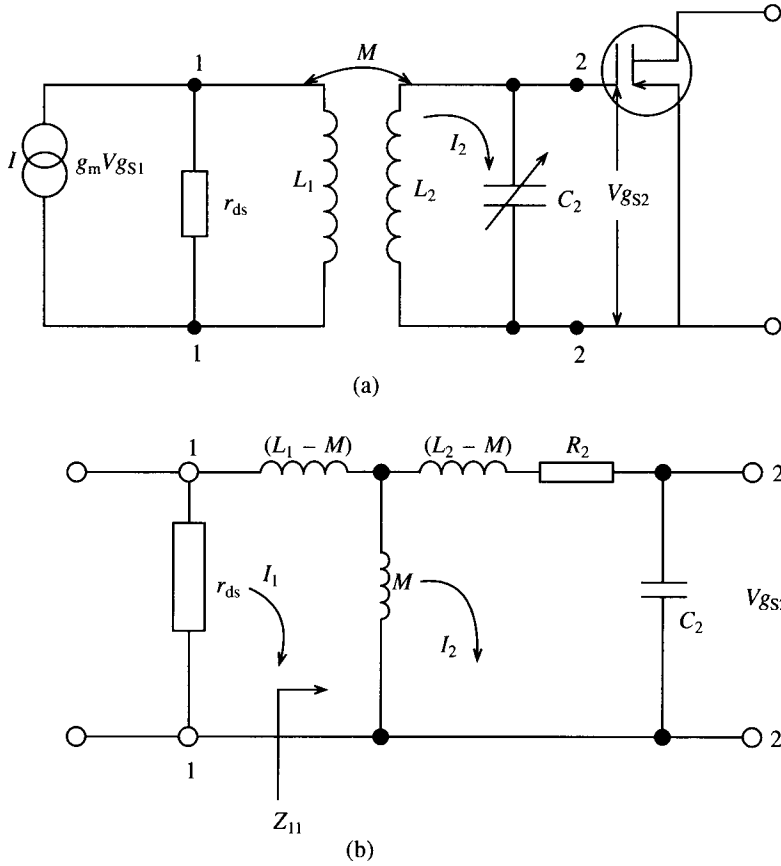 M
1
2
I
g_m Vg_S1
r_ds
L_1
L_2
I_2
C_2
Vg_S2
1
2
(a)
(L_1 – M)
(L_2 – M)
R_2
1
2
r_ds
I_1
M
I_2
C_2
Vg_S2
1
2
Z_11
(b)